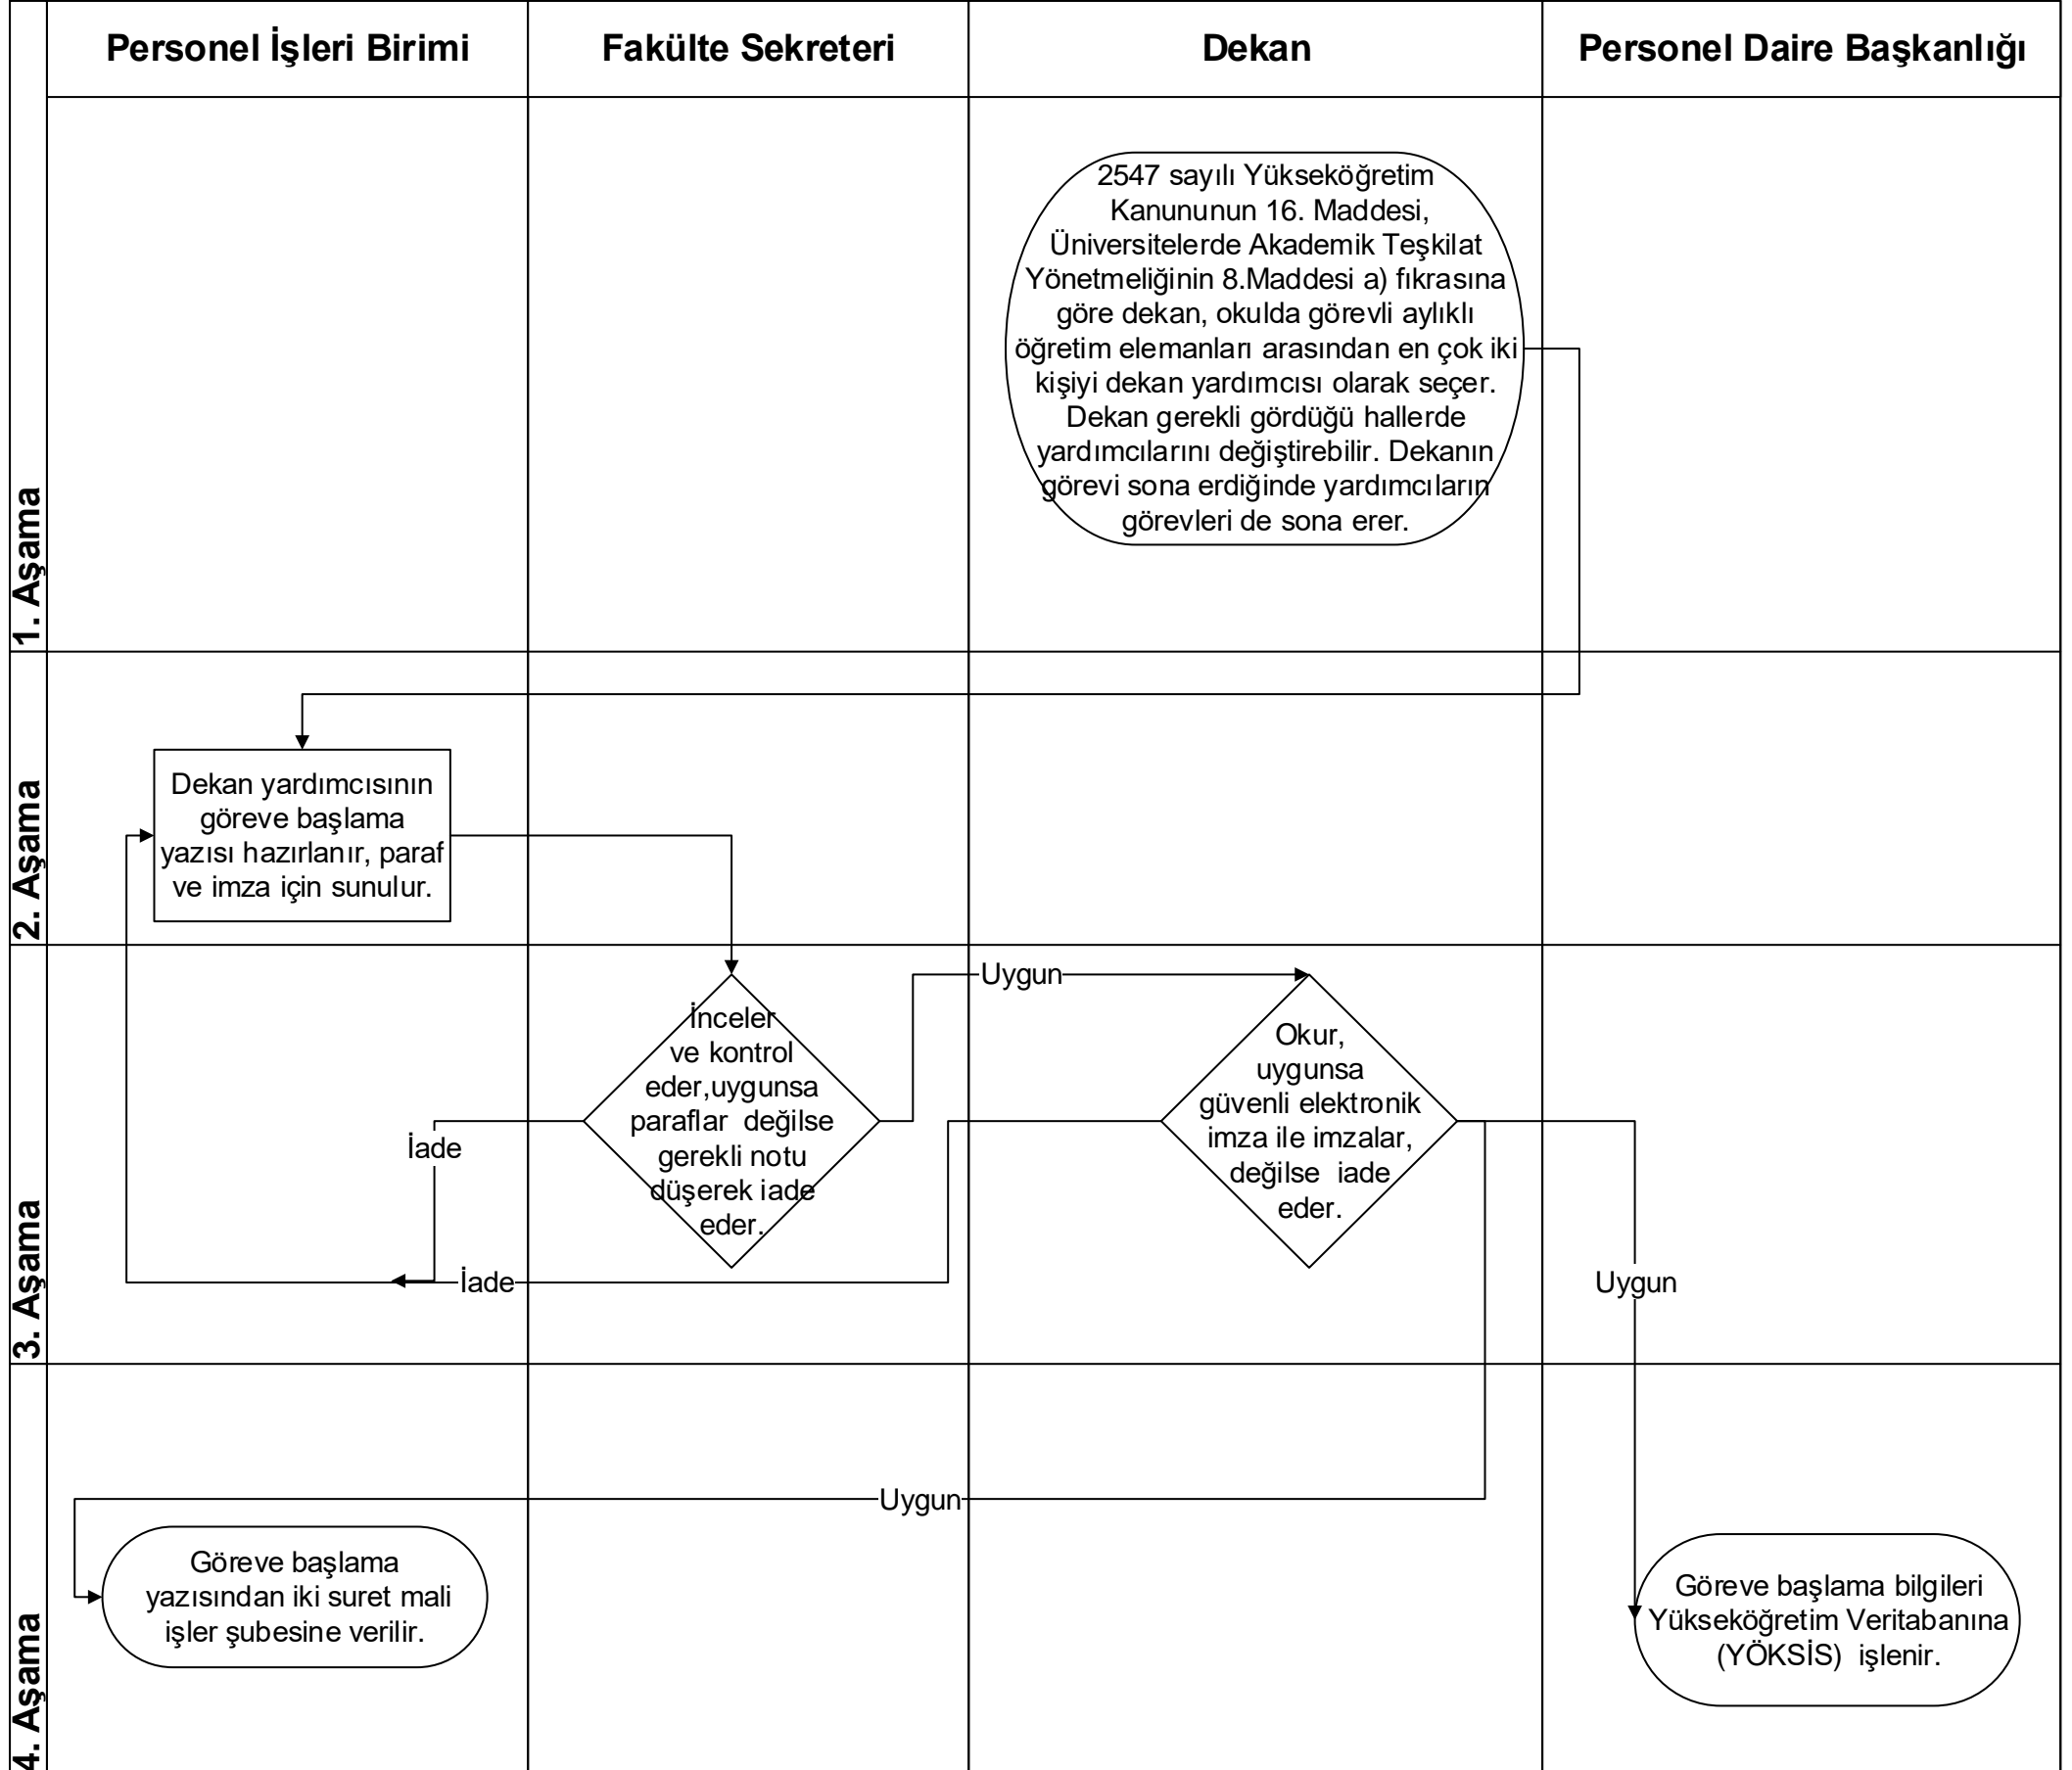 Personel İşleri Birimi
Fakülte Sekreteri
Dekan
Personel Daire Başkanlığı
1. Aşama
2547 sayılı Yükseköğretim
Kanununun 16. Maddesi,
Üniversitelerde Akademik Teşkilat
Yönetmeliğinin 8.Maddesi a) fıkrasına
göre dekan, okulda görevli aylıklı
öğretim elemanları arasından en çok iki
kişiyi dekan yardımcısı olarak seçer.
Dekan gerekli gördüğü hallerde
yardımcılarını değiştirebilir. Dekanın
görevi sona erdiğinde yardımcıların
görevleri de sona erer.
2. Aşama
Dekan yardımcısının
göreve başlama
yazısı hazırlanır, paraf
ve imza için sunulur.
3. Aşama
İnceler
ve kontrol
eder,uygunsa
paraflar  değilse
gerekli notu
düşerek iade
eder.
Uygun
Okur,
uygunsa
güvenli elektronik
imza ile imzalar,
değilse  iade
eder.
İade
İade
Uygun
4. Aşama
Uygun
Göreve başlama
yazısından iki suret mali
işler şubesine verilir.
Göreve başlama bilgileri
Yükseköğretim Veritabanına
(YÖKSİS)  işlenir.